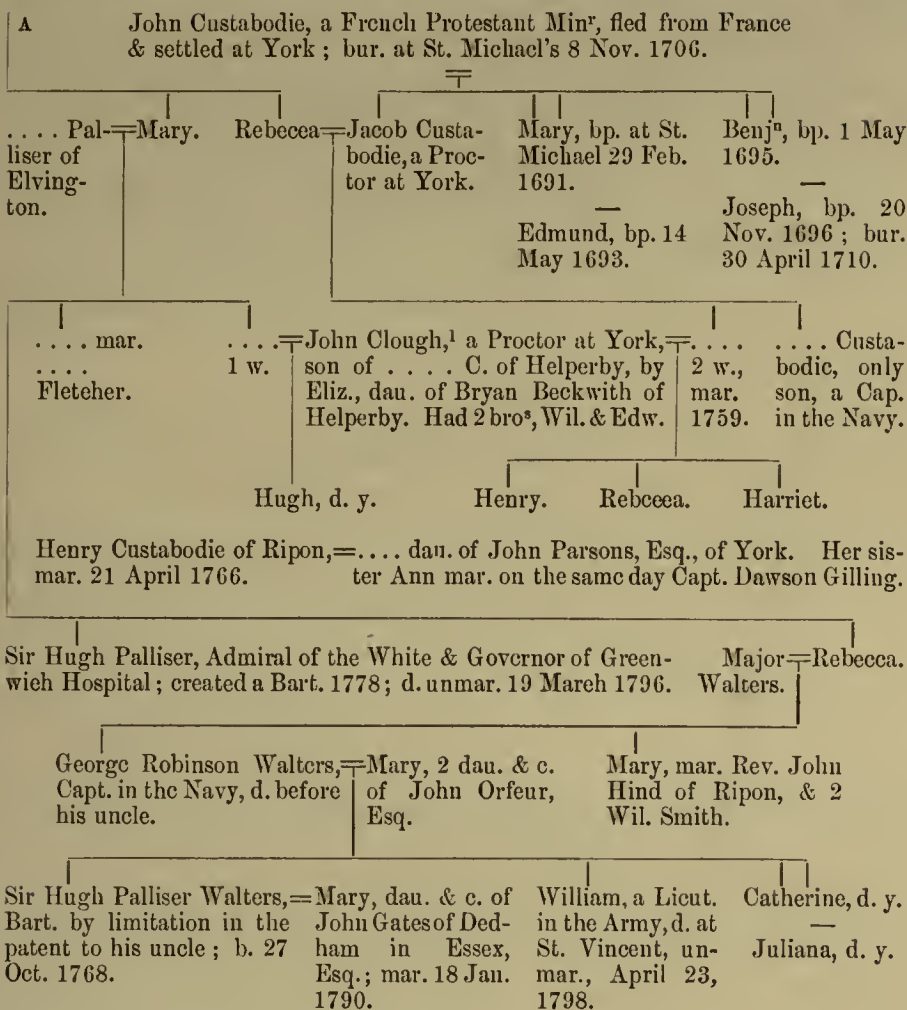 A
John Custabodie, a French Protestant Minʳ, fled from France
& settled at York ; bur. at St. Michael's 8 Nov. 1706.
. . . . Pal-
liser of
Elving-
ton.
Mary.
Rebecca
Jacob Custa-
bodie, a Proc-
tor at York.
Mary, bp. at St.
Michael 29 Feb.
1691.
—
Edmund, bp. 14
May 1693.
Benjⁿ, bp. 1 May
1695.
—
Joseph, bp. 20
Nov. 1696 ; bur.
30 April 1710.
. . . . mar.
. . . .
Fletcher.
. . . .
1 w.
John Clough,¹ a Proctor at York,
son of . . . . C. of Helperby, by
Eliz., dau. of Bryan Beckwith of
Helperby. Had 2 broˢ, Wil. & Edw.
. . . .
2 w.,
mar.
1759.
. . . . Custa-
bodie, only
son, a Cap.
in the Navy.
Hugh, d. y.
Henry.
Rebecca.
Harriet.
Henry Custabodie of Ripon,=. . . . dau. of John Parsons, Esq., of York. Her sis-
mar. 21 April 1766. ter Ann mar. on the same day Capt. Dawson Gilling.
Sir Hugh Palliser, Admiral of the White & Governor of Green-
wich Hospital ; created a Bart. 1778 ; d. unmar. 19 March 1796.
Major
Walters.
Rebecca.
George Robinson Walters,
Capt. in the Navy, d. before
his uncle.
Mary, 2 dau. & c.
of John Orfeur,
Esq.
Mary, mar. Rev. John
Hind of Ripon, & 2
Wil. Smith.
Sir Hugh Palliser Walters,=
Bart. by limitation in the
patent to his uncle ; b. 27
Oct. 1768.
Mary, dau. & c. of
John Gates of Ded-
ham in Essex,
Esq. ; mar. 18 Jan.
1790.
William, a Lieut.
in the Army, d. at
St. Vincent, un-
mar., April 23,
1798.
Catherine, d. y.
—
Juliana, d. y.